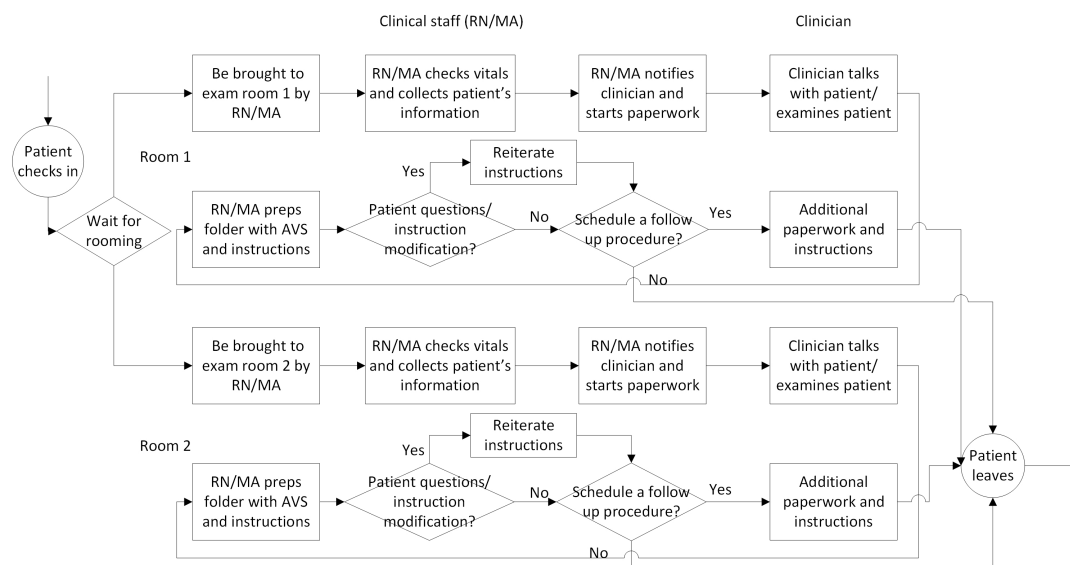 Clinical staff (RN/MA)
Clinician
Patient
checks in
Wait for
rooming
Be brought to
exam room 1 by
RN/MA
RN/MA checks vitals
and collects patient's
information
RN/MA notifies
clinician and
starts paperwork
Clinician talks
with patient/
examines patient
Room 1
Yes
Reiterate
instructions
RN/MA preps
folder with AVS
and instructions
Patient questions/
instruction
modification?
No
Schedule a follow
up procedure?
Yes
Additional
paperwork and
instructions
No
Be brought to
exam room 2 by
RN/MA
RN/MA checks vitals
and collects patient's
information
RN/MA notifies
clinician and
starts paperwork
Clinician talks
with patient/
examines patient
Room 2
Yes
Reiterate
instructions
RN/MA preps
folder with AVS
and instructions
Patient questions/
instruction
modification?
No
Schedule a follow
up procedure?
Yes
Additional
paperwork and
instructions
No
Patient
leaves